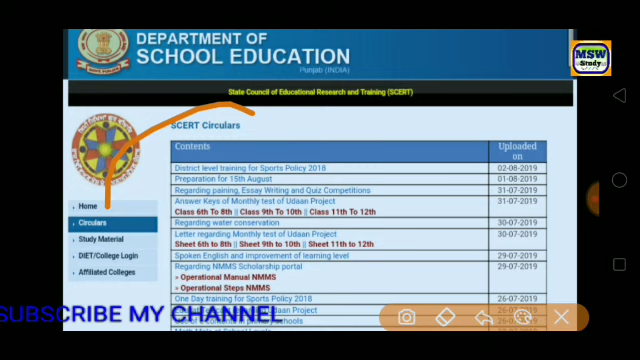 DEPARTMENT OF
SCHOOL EDUCATION
Punjab (INDIA)
MSW
Study
State Council of Educational Research and Training (SCERT)
SCERT Circulars
Contents
Uploaded on
District level training for Sports Policy 2018
02-08-2019
Preparation for 15th August
01-08-2019
Regarding paining, Essay Writing and Quiz Competitions
31-07-2019
Answer Keys of Monthly test of Udaan Project
31-07-2019
Class 6th To 8th || Class 9th To 10th || Class 11th To 12th
Regarding water conservation
30-07-2019
Letter regarding Monthly test of Udaan Project
30-07-2019
Sheet 6th to 8th || Sheet 9th to 10th || Sheet 11th to 12th
Spoken English and improvement of learning level
29-07-2019
Regarding NMMS Scholarship portal
29-07-2019
» Operational Manual NMMS
» Operational Steps NMMS
One Day training for Sports Policy 2018
26-07-2019
Home
Circulars
Study Material
DIET/College Login
Affiliated Colleges
SUBSCRIBE MY CHANNEL